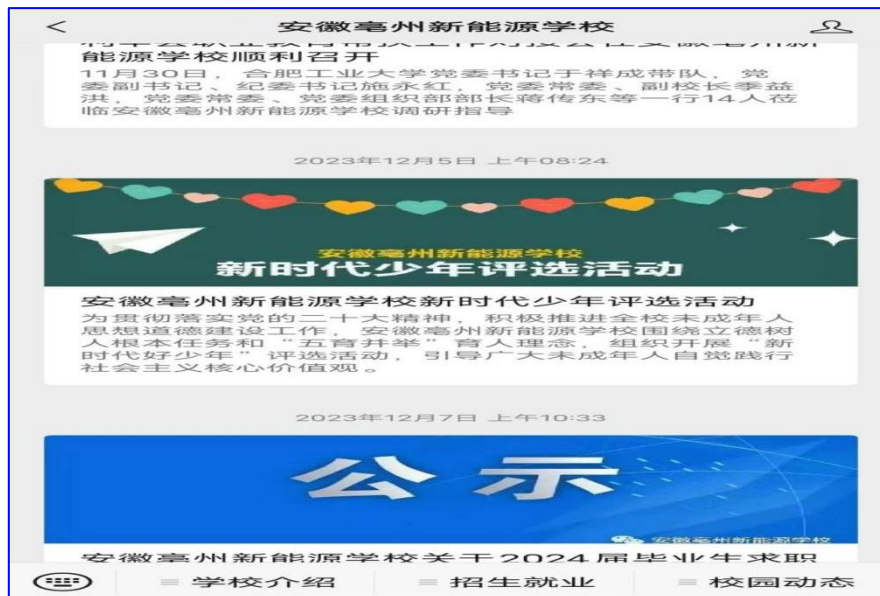 安徽亳州新能源学校
能源学校顺利召开
11月30日，合肥工业大学党委书记于祥成带队，党
委副书记、纪委书记施永红，党委常委、副校长季益
洪，党委常委、党委组织部部长蒋传东等一行14人莅
临安徽亳州新能源学校调研指导
2023年12月5日 上午08:24
安徽亳州新能源学校
新时代少年评选活动
安徽亳州新能源学校新时代少年评选活动
为贯彻落实党的二十大精神，积极推进全校未成年人
思想道德建设工作，安徽亳州新能源学校围绕立德树
人根本任务和“五育并举”育人理念，组织开展“新
时代好少年”评选活动，引导广大未成年人自觉践行
社会主义核心价值观。
2023年12月7日 上午10:33
公示
安徽亳州新能源学校
安徽亳州新能源学校关于2024届毕业生求职
学校介绍
招生就业
校园动态